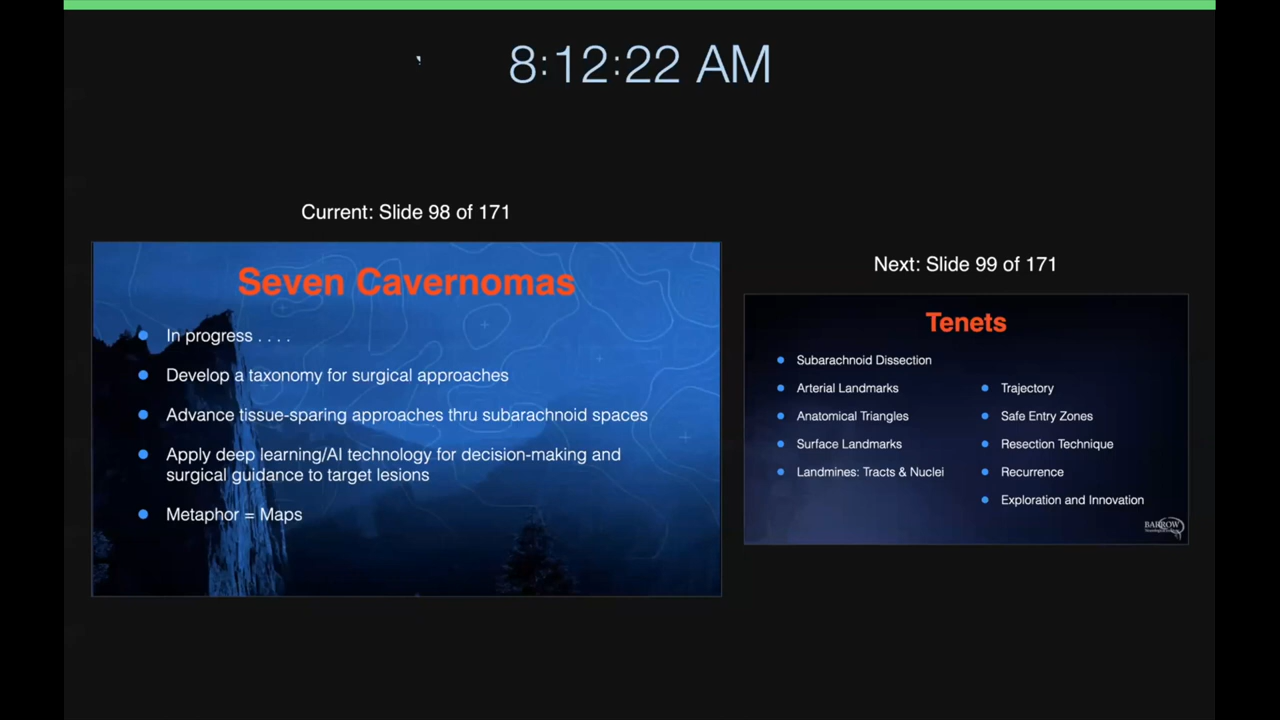 8:12:22 AM
Current: Slide 98 of 171
Seven Cavernomas
In progress . . . .
Develop a taxonomy for surgical approaches
Advance tissue-sparing approaches thru subarachnoid spaces
Apply deep learning/AI technology for decision-making and
surgical guidance to target lesions
Metaphor = Maps
Next: Slide 99 of 171
Tenets
Subarachnoid Dissection
Arterial Landmarks
Anatomical Triangles
Surface Landmarks
Landmines: Tracts & Nuclei
Trajectory
Safe Entry Zones
Resection Technique
Recurrence
Exploration and Innovation
BARROW